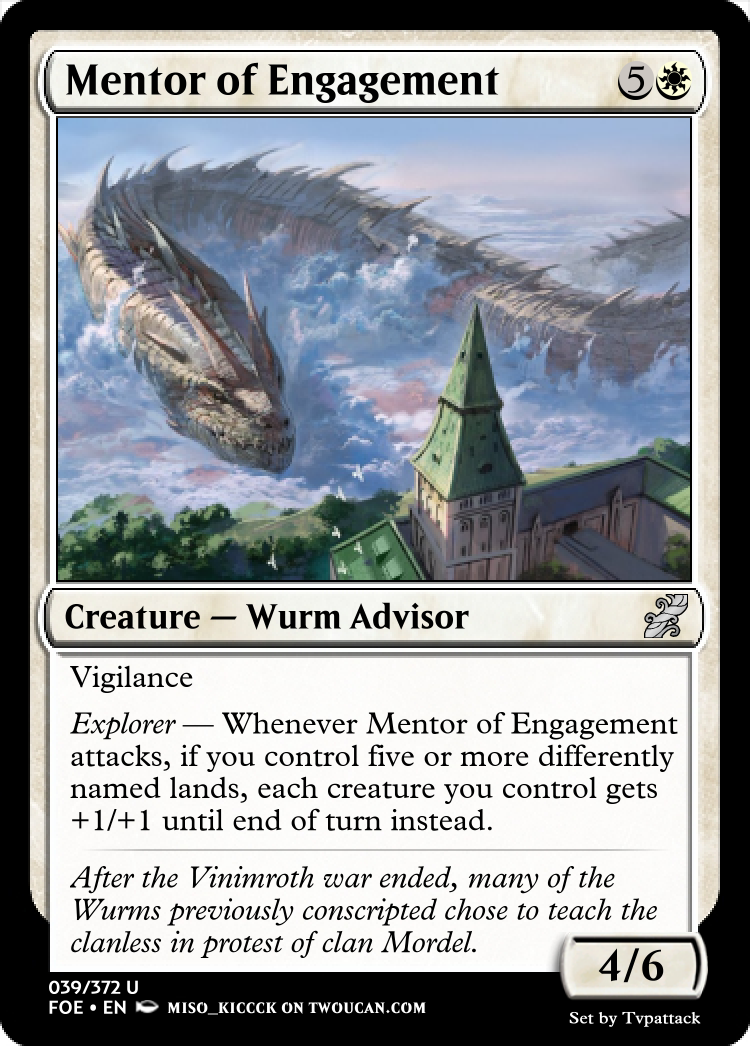 Mentor of Engagement 5
Creature — Wurm Advisor
Vigilance
Explorer — Whenever Mentor of Engagement
attacks, if you control five or more differently
named lands, each creature you control gets
+1/+1 until end of turn instead.
After the Vinimroth war ended, many of the
Wurms previously conscripted chose to teach the
clanless in protest of clan Mordel.
4/6
039/372 U
FOE • EN MISO_KICCCK ON TWOUCAN.COM
Set by Tvpattack